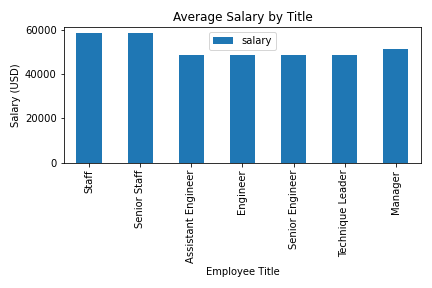 Average Salary by Title
salary
Salary (USD)
60000
40000
20000
0
Staff
Senior Staff
Assistant Engineer
Engineer
Senior Engineer
Technique Leader
Manager
Employee Title